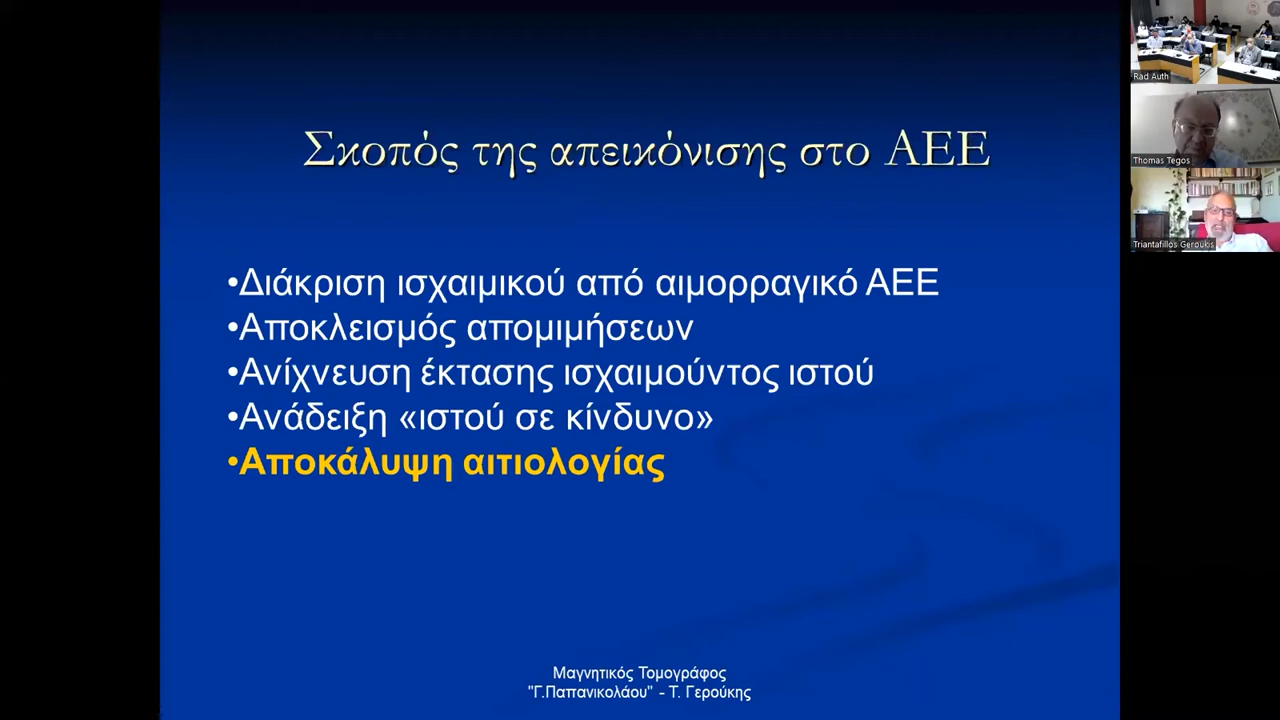 Σκοπός της απεικόνισης στο ΑΕΕ
•Διάκριση ισχαιμικού από αιμορραγικό ΑΕΕ
•Αποκλεισμός απομιμήσεων
•Ανίχνευση έκτασης ισχαιμούντος ιστού
•Ανάδειξη «ιστού σε κίνδυνο»
•Αποκάλυψη αιτιολογίας
Μαγνητικός Τομογράφος
"Γ.Παπανικολάου" - Τ. Γερούκης
Rad Auth
Thomas Tegos
Triantafillos Geroukis